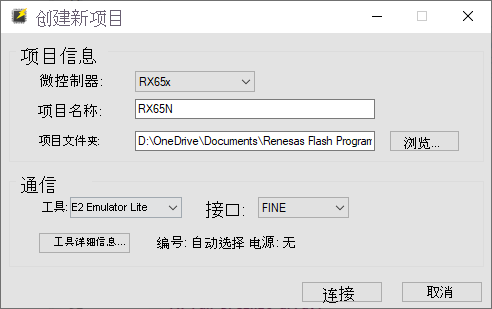 创建新项目
项目信息
微控制器: RX65x
项目名称: RX65N
项目文件夹: D:\OneDrive\Documents\Renesas Flash Program 浏览...
通信
工具: E2 Emulator Lite 接口: FINE
工具详细信息... 编号: 自动选择 电源: 无
连接 取消